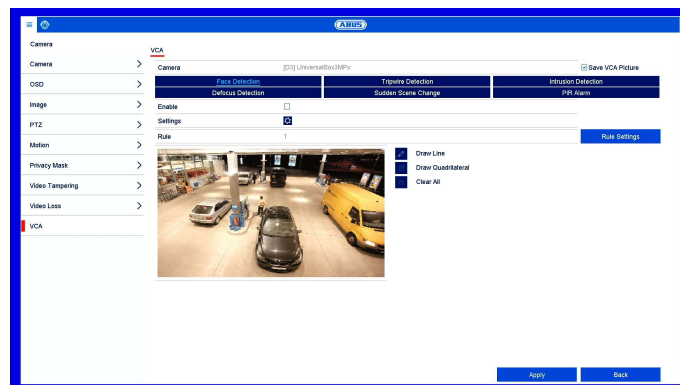 ABUS
Camera
VCA
Camera
OSD
Image
PTZ
Motion
Privacy Mask
Video Tampering
Video Loss
VCA
Camera [D3] UniversalBox3MPx Save VCA Picture
Face Detection Tripwire Detection Intrusion Detection
Defocus Detection Sudden Scene Change PIR Alarm
Enable
Settings
Rule 1 Rule Settings
Draw Line
Draw Quadrilateral
Clear All
Apply Back